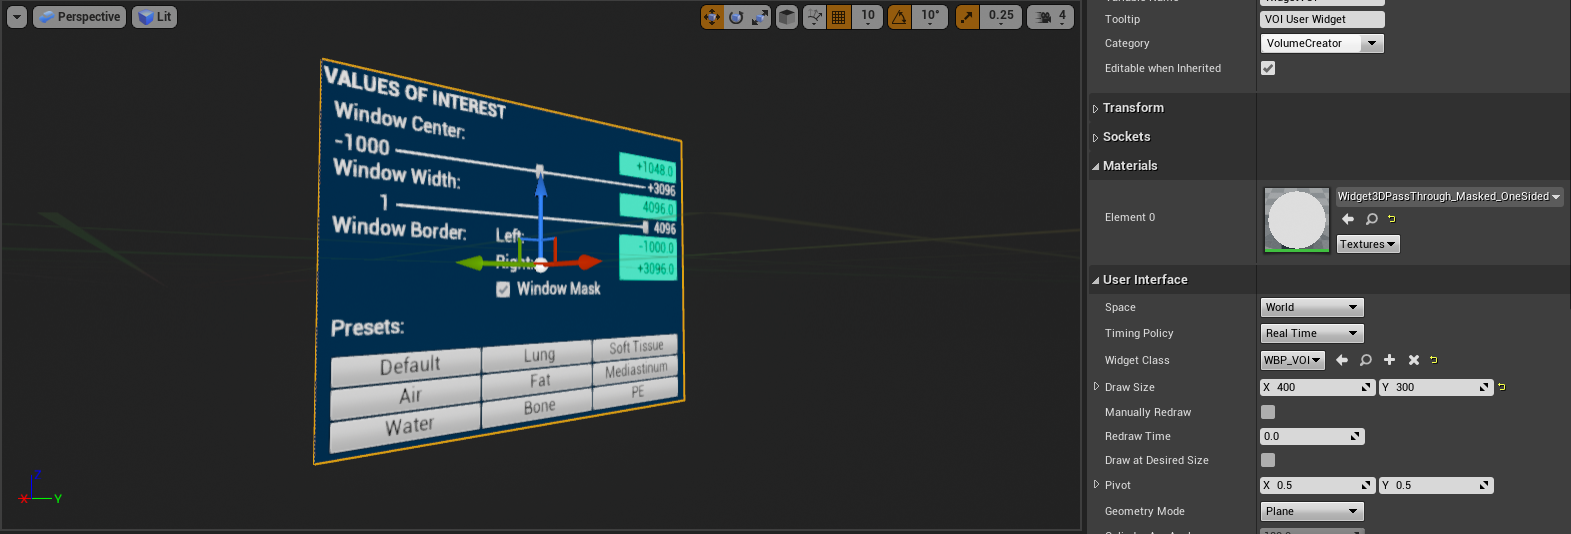 Perspective
Lit
10
10°
0.25
4
VALUES OF INTEREST
Window Center:
-1000
+1048.0
+3096
Window Width:
1
4096.0
4096
Window Border:
Left:
-1000.0
Right:
+3096.0
Window Mask
Presets:
Default
Lung
Soft Tissue
Air
Fat
Mediastinum
Water
Bone
PE
Z
X
Y
Tooltip
VOI User Widget
Category
VolumeCreator
Editable when Inherited
Transform
Sockets
Materials
Element 0
Widget3DPassThrough_Masked_OneSided
Textures
User Interface
Space
World
Timing Policy
Real Time
Widget Class
WBP_VOI
Draw Size
X 400
Y 300
Manually Redraw
Redraw Time
0.0
Draw at Desired Size
Pivot
X 0.5
Y 0.5
Geometry Mode
Plane